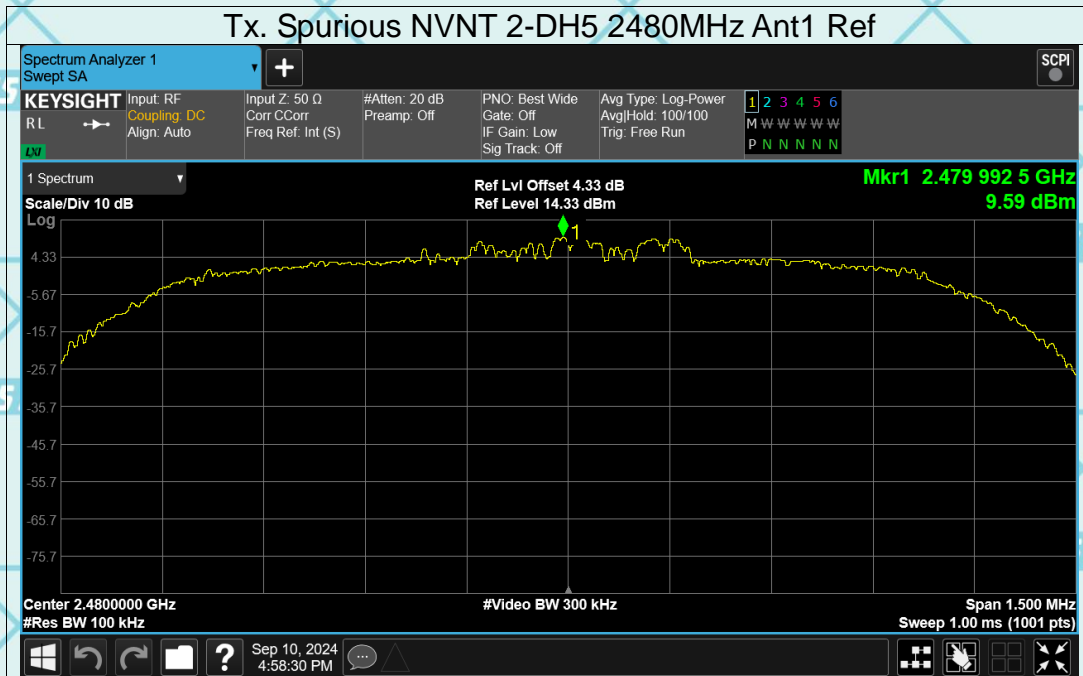 Tx. Spurious NVNT 2-DH5 2480MHz Ant1 Ref
Spectrum Analyzer 1
Swept SA
+
SCPI
KEYSIGHT
RL
LXI
Input: RF
Coupling: DC
Align: Auto
Input Z: 50 Ω
Corr CCorr
Freq Ref: Int (S)
#Atten: 20 dB
Preamp: Off
PNO: Best Wide
Gate: Off
IF Gain: Low
Sig Track: Off
Avg Type: Log-Power
Avg|Hold: 100/100
Trig: Free Run
1 2 3 4 5 6
M W W W W W
P N N N N N
1 Spectrum
Scale/Div 10 dB
Ref Lvl Offset 4.33 dB
Ref Level 14.33 dBm
Mkr1 2.479 992 5 GHz
9.59 dBm
Log
1
4.33
-5.67
-15.7
-25.7
-35.7
-45.7
-55.7
-65.7
-75.7
Center 2.4800000 GHz
#Res BW 100 kHz
#Video BW 300 kHz
Span 1.500 MHz
Sweep 1.00 ms (1001 pts)
?
Sep 10, 2024
4:58:30 PM